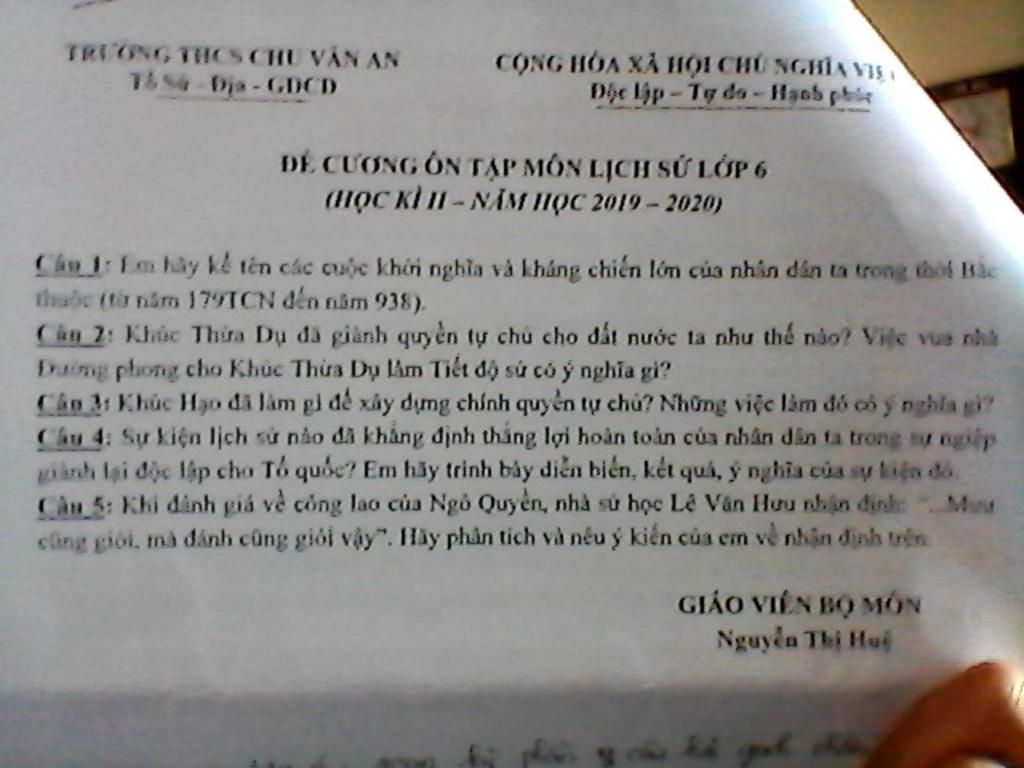 TRƯỜNG THCS CHU VĂN AN
Tổ Sử - Địa - GDCD
CỘNG HÒA XÃ HỘI CHỦ NGHĨA VIỆ
Độc lập – Tự do – Hạnh phúc
ĐỀ CƯƠNG ÔN TẬP MÔN LỊCH SỬ LỚP 6
(HỌC KÌ II – NĂM HỌC 2019 – 2020)
Câu 1: Em hãy kể tên các cuộc khởi nghĩa và kháng chiến lớn của nhân dân ta trong thời Bắc
thuộc (từ năm 179TCN đến năm 938).
Câu 2: Khúc Thừa Dụ đã giành quyền tự chủ cho đất nước ta như thế nào? Việc vua nhà
Đường phong cho Khúc Thừa Dụ làm Tiết độ sứ có ý nghĩa gì?
Câu 3: Khúc Hạo đã làm gì để xây dựng chính quyền tự chủ? Những việc làm đó có ý nghĩa gì?
Câu 4: Sự kiện lịch sử nào đã khẳng định thắng lợi hoàn toàn của nhân dân ta trong sự ngiệp
giành lại độc lập cho Tổ quốc? Em hãy trình bày diễn biến, kết quả, ý nghĩa của sự kiện đó.
Câu 5: Khi đánh giá về công lao của Ngô Quyền, nhà sử học Lê Văn Hưu nhận định: "...Mưu
cũng giỏi, mà đánh cũng giỏi vậy". Hãy phân tích và nêu ý kiến của em về nhận định trên.
GIÁO VIÊN BỘ MÔN
Nguyễn Thị Huệ